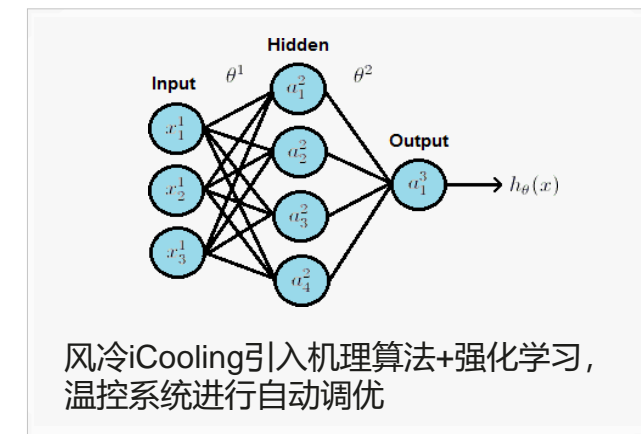 Hidden
Input
θ¹
θ²
x₁¹
a₁²
x₂¹
a₂²
Output
a₁³
h_θ(x)
x₃¹
a₃²
a₄²
风冷iCooling引入机理算法+强化学习，
温控系统进行自动调优